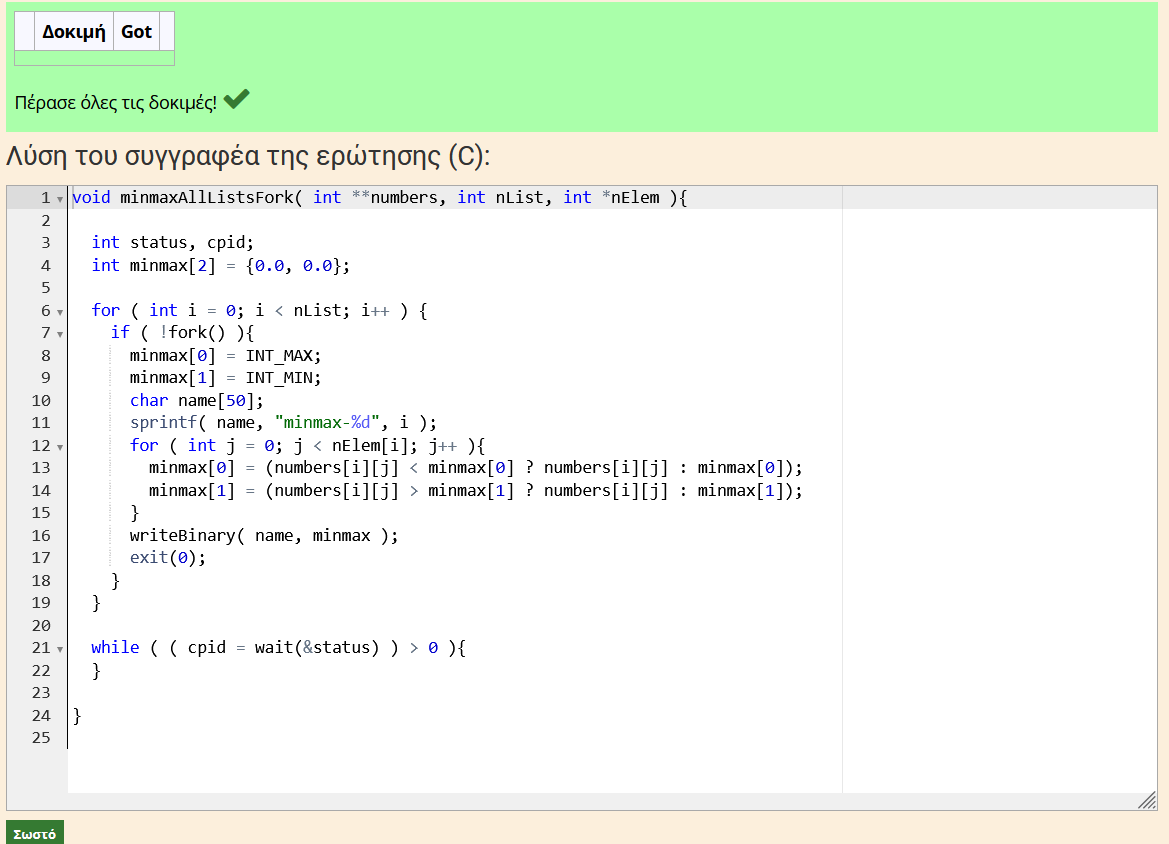 Δοκιμή Got
Πέρασε όλες τις δοκιμές!
Λύση του συγγραφέα της ερώτησης (C):
1 void minmaxAllListsFork( int **numbers, int nList, int *nElem ){
2
3   int status, cpid;
4   int minmax[2] = {0.0, 0.0};
5
6   for ( int i = 0; i < nList; i++ ) {
7     if ( !fork() ){
8       minmax[0] = INT_MAX;
9       minmax[1] = INT_MIN;
10       char name[50];
11       sprintf( name, "minmax-%d", i );
12       for ( int j = 0; j < nElem[i]; j++ ){
13         minmax[0] = (numbers[i][j] < minmax[0] ? numbers[i][j] : minmax[0]);
14         minmax[1] = (numbers[i][j] > minmax[1] ? numbers[i][j] : minmax[1]);
15       }
16       writeBinary( name, minmax );
17       exit(0);
18     }
19   }
20
21   while ( ( cpid = wait(&status) ) > 0 ){
22   }
23
24 }
25
Σωστό